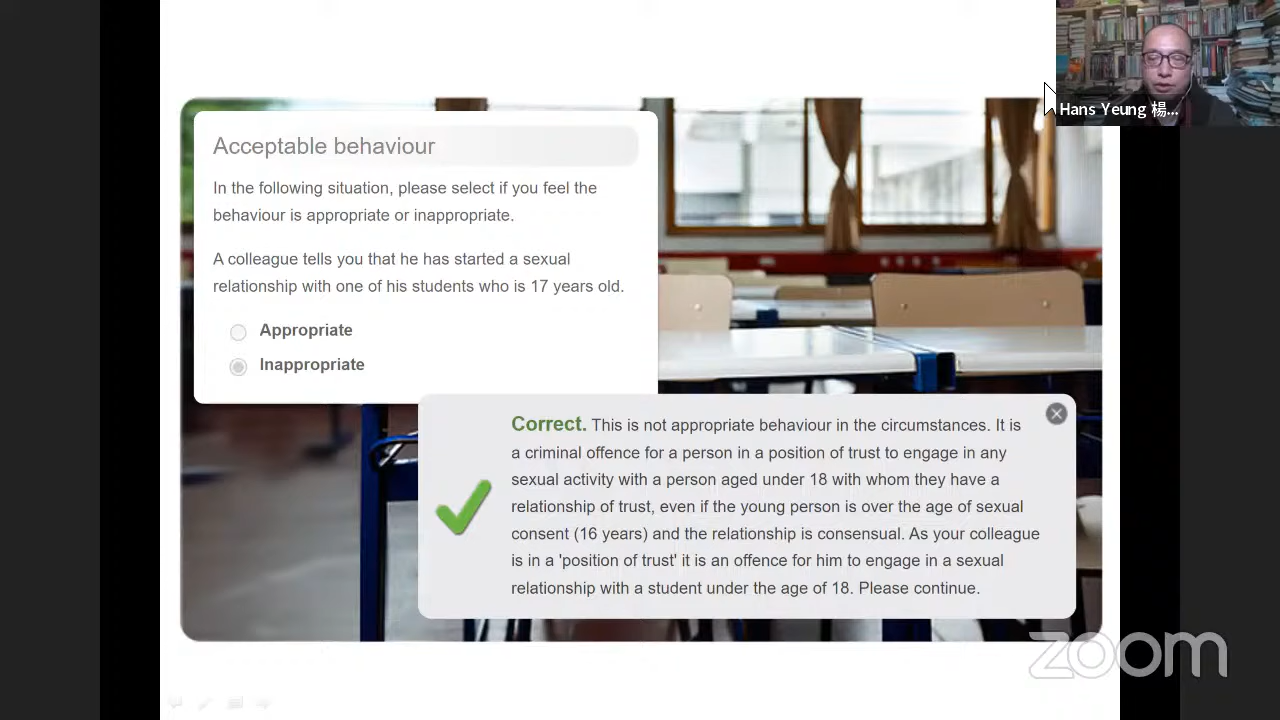 Hans Yeung 楊...
Acceptable behaviour
In the following situation, please select if you feel the
behaviour is appropriate or inappropriate.
A colleague tells you that he has started a sexual
relationship with one of his students who is 17 years old.
Appropriate
Inappropriate
Correct. This is not appropriate behaviour in the circumstances. It is
a criminal offence for a person in a position of trust to engage in any
sexual activity with a person aged under 18 with whom they have a
relationship of trust, even if the young person is over the age of sexual
consent (16 years) and the relationship is consensual. As your colleague
is in a 'position of trust' it is an offence for him to engage in a sexual
relationship with a student under the age of 18. Please continue.
zoom